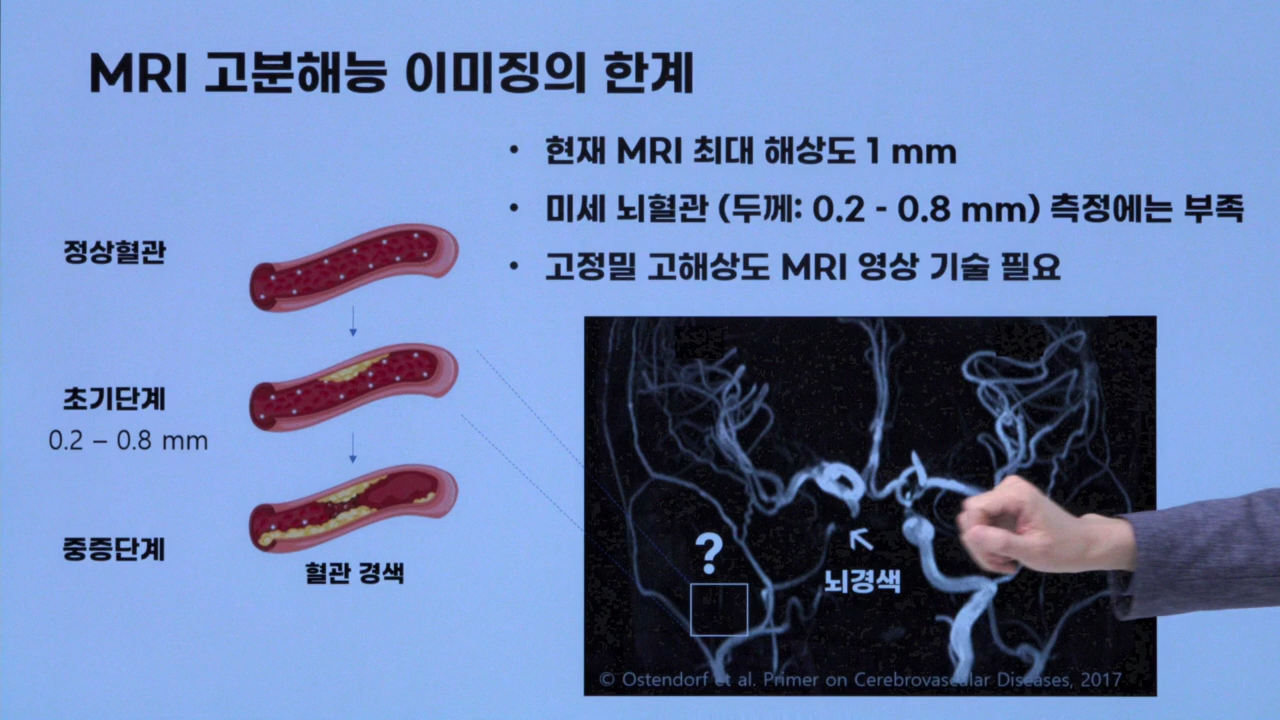 MRI 고분해능 이미징의 한계
• 현재 MRI 최대 해상도 1 mm
• 미세 뇌혈관 (두께: 0.2 - 0.8 mm) 측정에는 부족
• 고정밀 고해상도 MRI 영상 기술 필요
정상혈관
초기단계
0.2 – 0.8 mm
중증단계
혈관 경색
?
뇌경색
© Ostendorf et al. Primer on Cerebrovascular Diseases, 2017